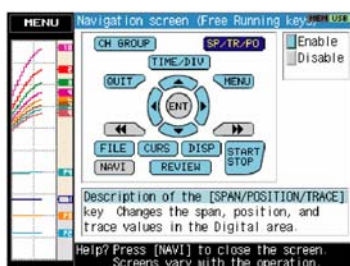 MENU
Navigation screen (Free Running key)
MEM USB
CH GROUP
SP/TR/PO
Enable
Disable
TIME/DIV
QUIT
MENU
ENT
FILE
CURS
DISP
START
STOP
NAVI
REVIEW
Description of the [SPAN/POSITION/TRACE]
key Changes the span, position, and
trace values in the Digital area.
Help? Press [NAVI] to close the screen.
Screens vary with the operation.